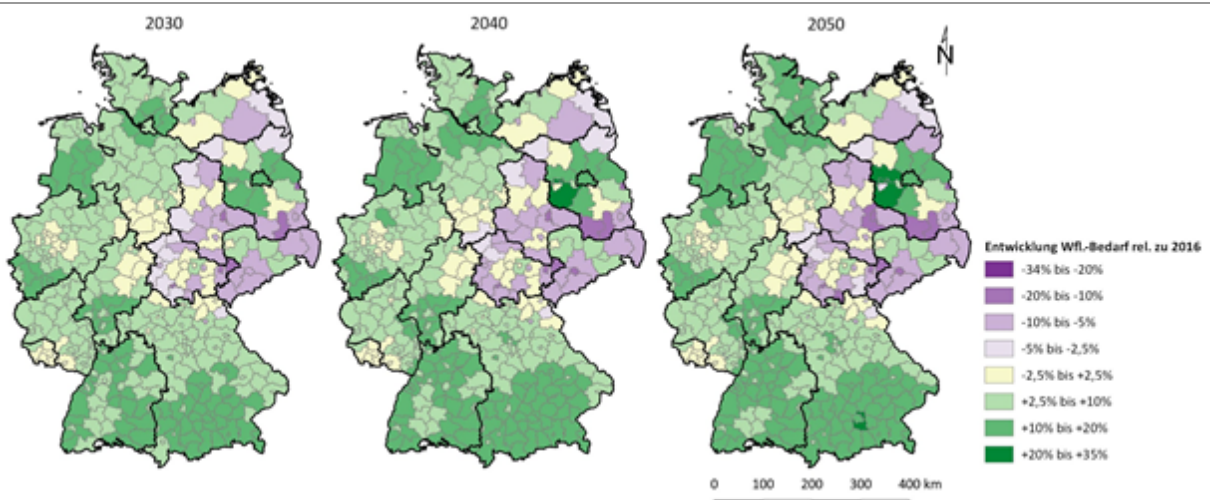 2030 2040 2050
N
Entwicklung Wfl.-Bedarf rel. zu 2016
-34% bis -20%
-20% bis -10%
-10% bis -5%
-5% bis -2,5%
-2,5% bis +2,5%
+2,5% bis +10%
+10% bis +20%
+20% bis +35%
0 100 200 300 400 km